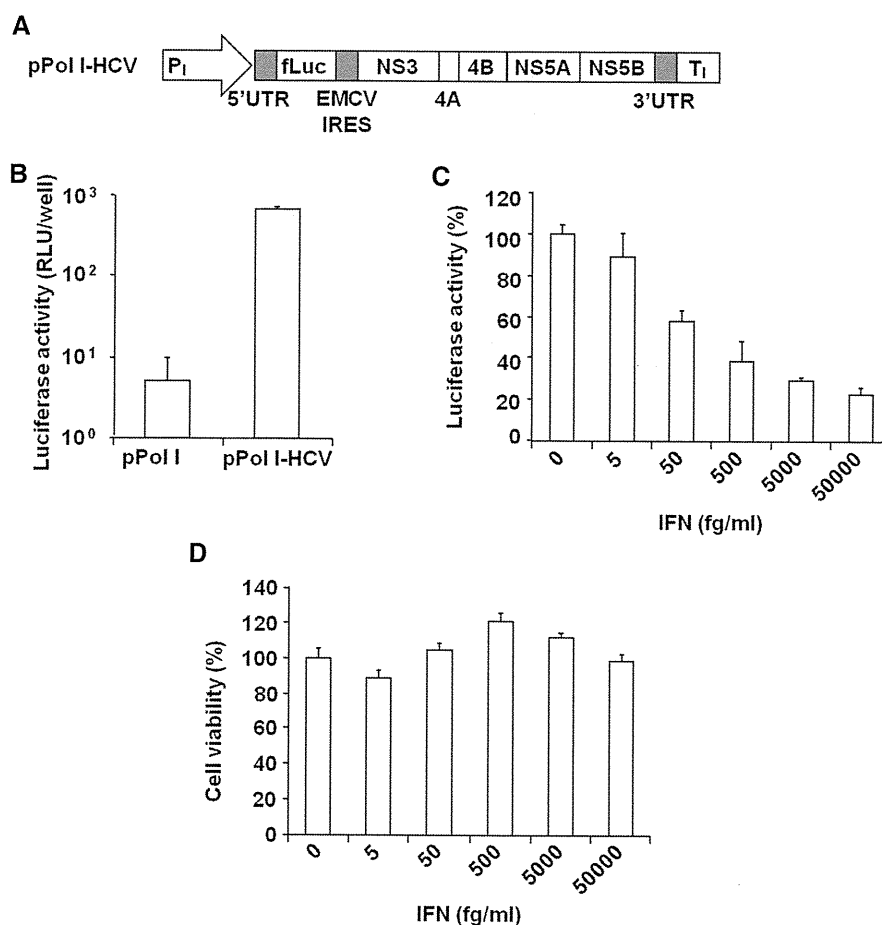 A
pPol I-HCV
P_I fLuc NS3 4B NS5A NS5B T_I
5'UTR EMCV 4A 3'UTR
IRES
B
Luciferase activity (RLU/well)
10³
10²
10¹
10⁰
pPol I pPol I-HCV
C
Luciferase activity (%)
120
100
80
60
40
20
0
0 5 50 500 5000 50000
IFN (fg/ml)
D
Cell viability (%)
140
120
100
80
60
40
20
0
0 5 50 500 5000 50000
IFN (fg/ml)